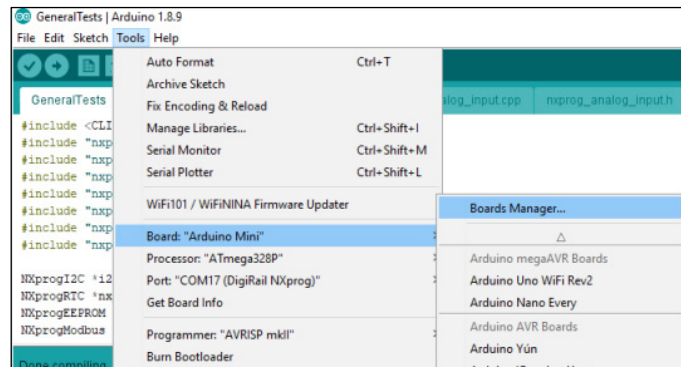 GeneralTests | Arduino 1.8.9
File Edit Sketch Tools Help
GeneralTests
alog_input.cpp
nxprog_analog_input.h
#include <CLI
#include "nxp
#include "nxp
#include "nxp
#include "nxp
#include "nxp
#include "nxp
#include "nxp
NXprogI2C *i2
NXprogRTC *nx
NXprogEEPROM
NXprogModbus
Done compiling
Auto Format Ctrl+T
Archive Sketch
Fix Encoding & Reload
Manage Libraries... Ctrl+Shift+I
Serial Monitor Ctrl+Shift+M
Serial Plotter Ctrl+Shift+L
WiFi101 / WiFiNINA Firmware Updater
Board: "Arduino Mini"
Processor: "ATmega328P"
Port: "COM17 (DigiRail NXprog)"
Get Board Info
Programmer: "AVRISP mkII"
Burn Bootloader
Boards Manager...
Arduino megaAVR Boards
Arduino Uno WiFi Rev2
Arduino Nano Every
Arduino AVR Boards
Arduino Yún